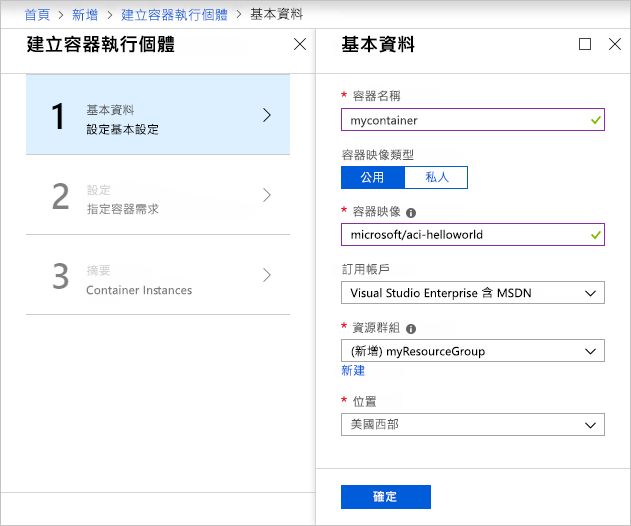 首頁 > 新增 > 建立容器執行個體 > 基本資料
建立容器執行個體
1
基本資料
設定基本設定
2
設定
指定容器需求
3
摘要
Container Instances
基本資料
* 容器名稱
mycontainer
容器映像類型
公用 私人
* 容器映像
microsoft/aci-helloworld
訂用帳戶
Visual Studio Enterprise 含 MSDN
* 資源群組
(新增) myResourceGroup
新建
* 位置
美國西部
確定